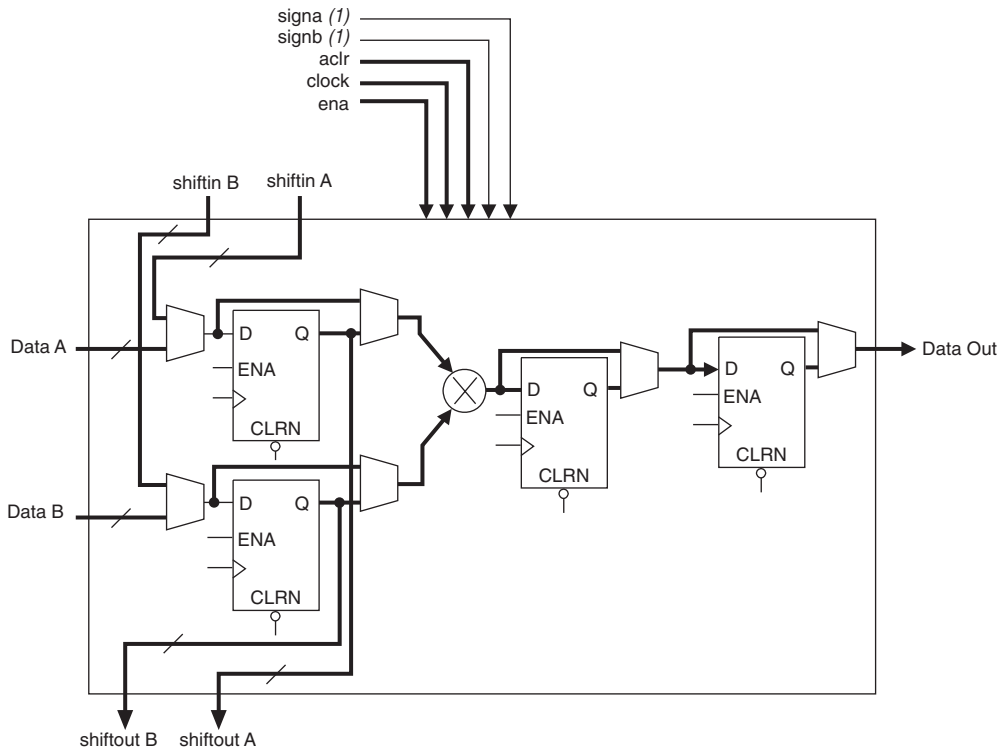 signa (1)
signb (1)
aclr
clock
ena
shiftin B
shiftin A
Data A
D
Q
ENA
CLRN
Data B
D
Q
ENA
CLRN
D
Q
ENA
CLRN
D
Q
ENA
CLRN
Data Out
shiftout B
shiftout A